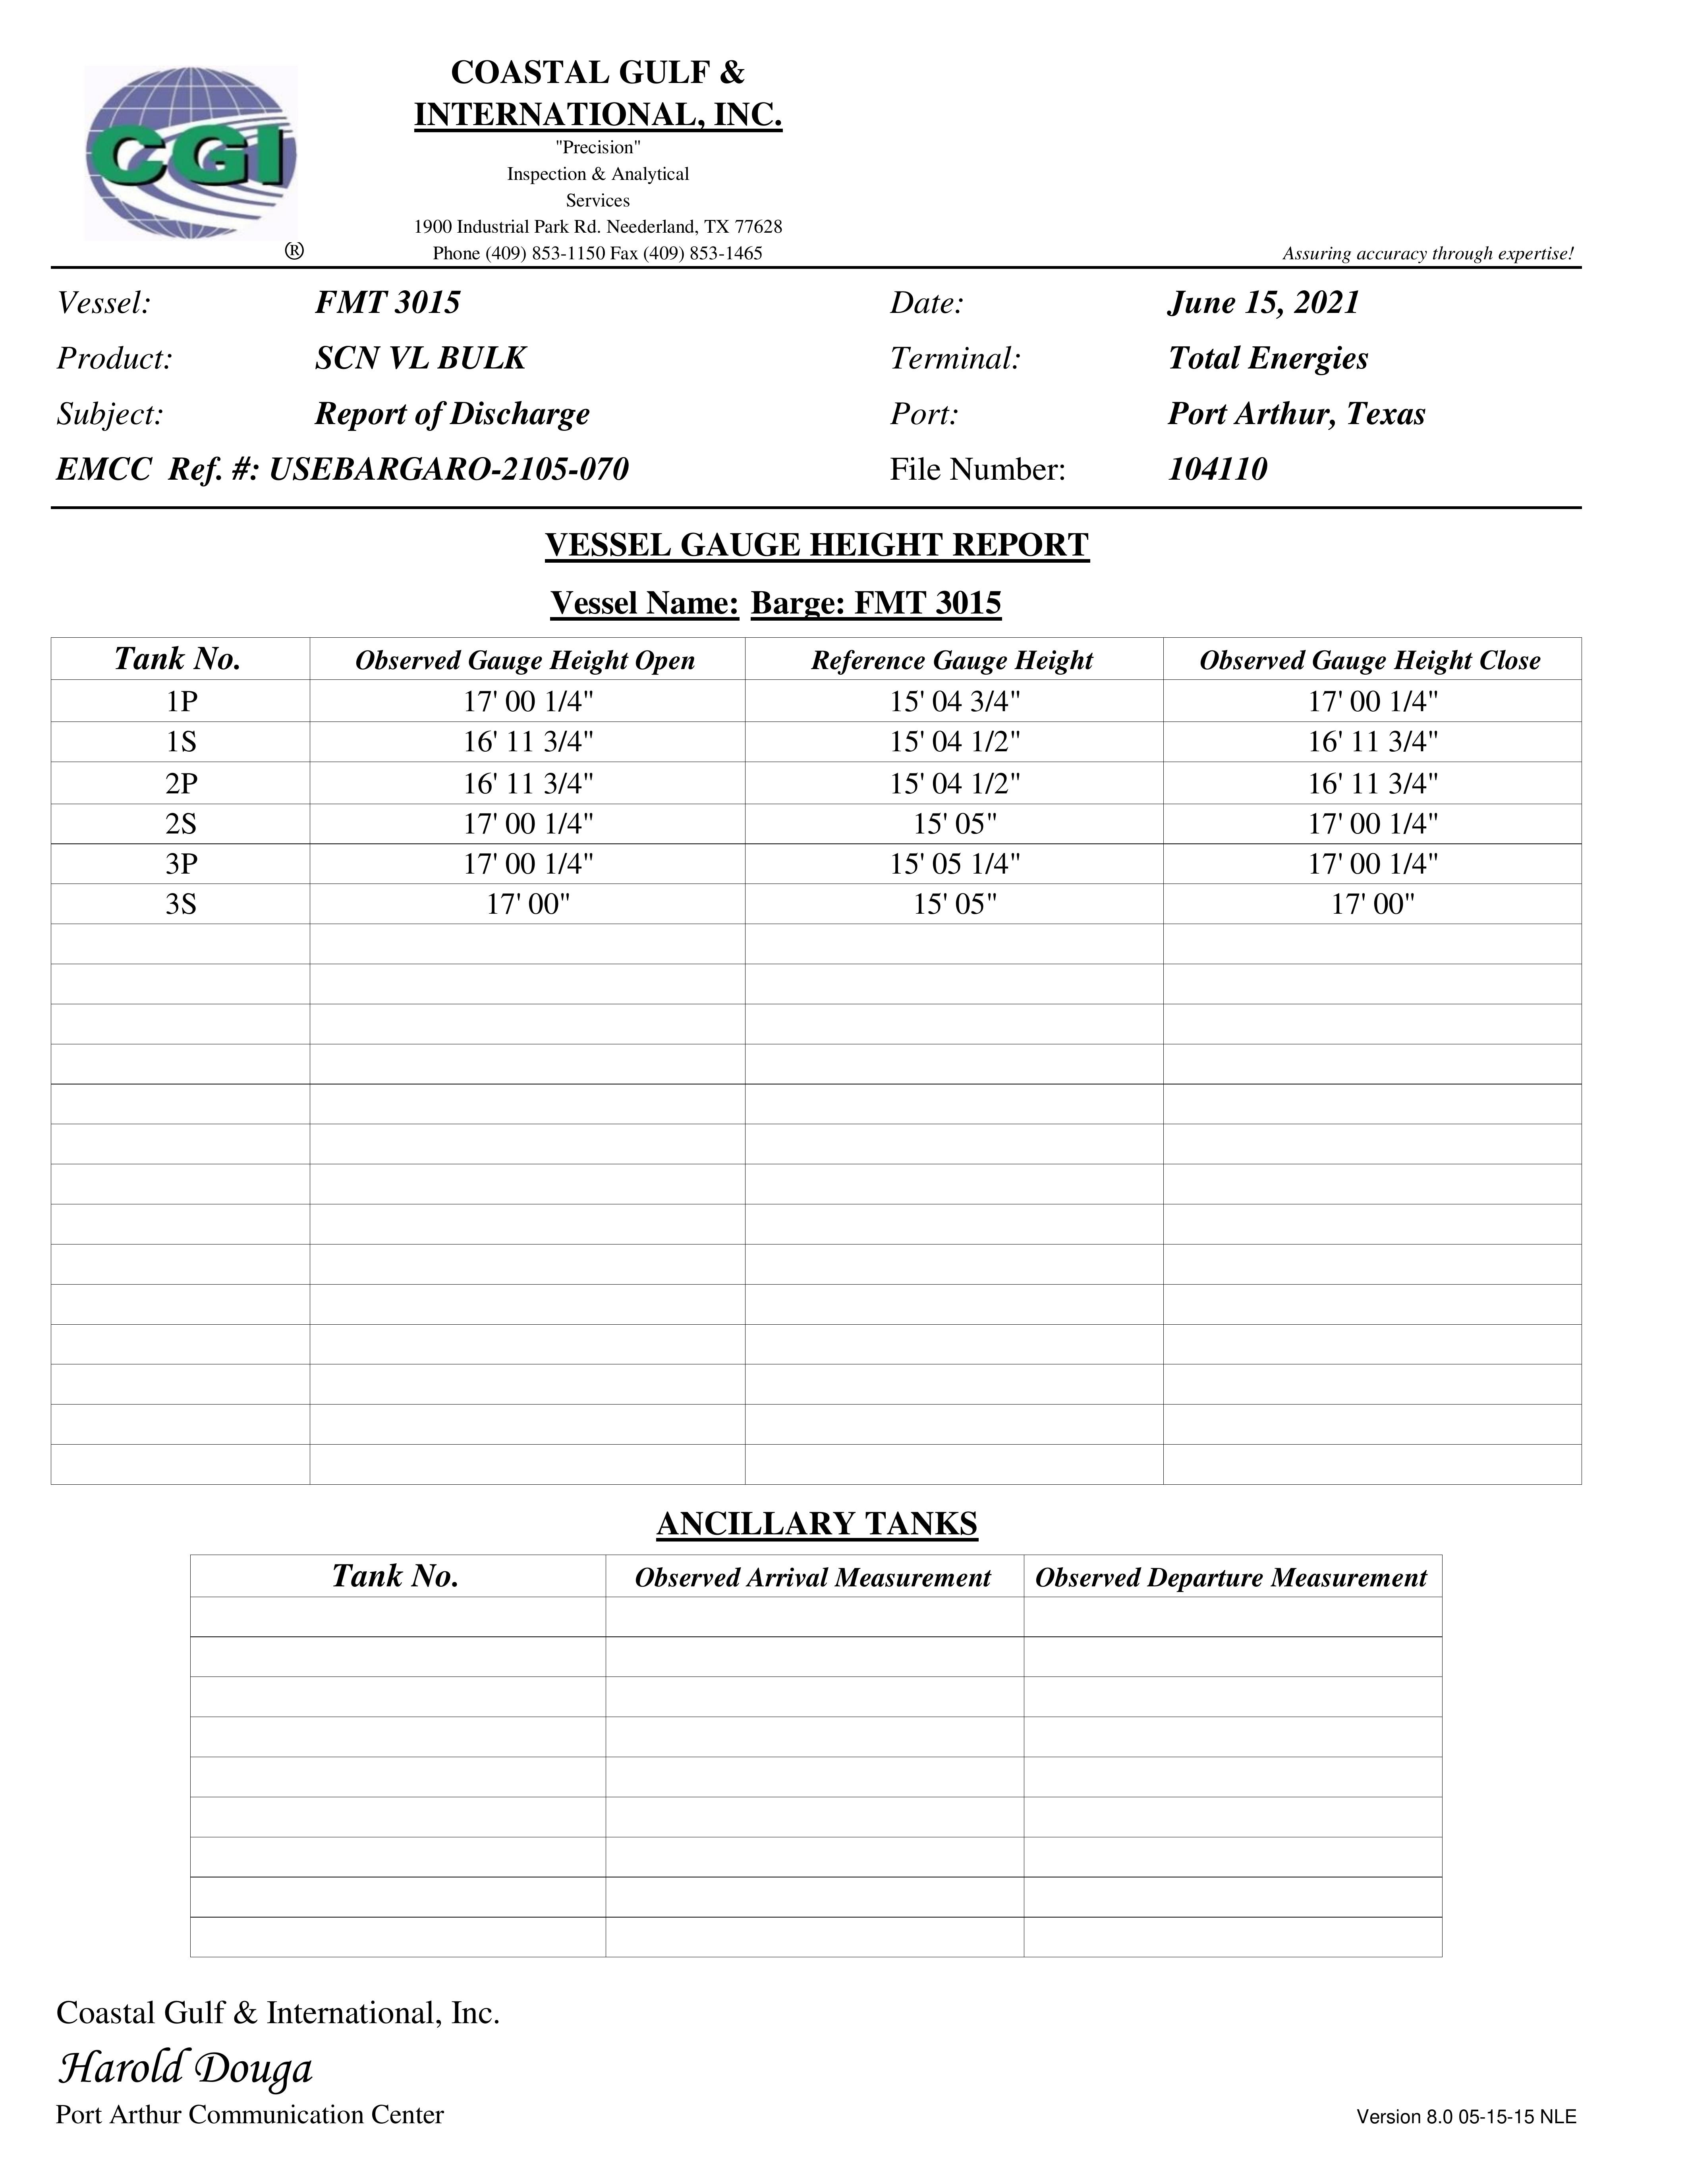 CGI
®
COASTAL GULF &
INTERNATIONAL, INC.
"Precision"
Inspection & Analytical
Services
1900 Industrial Park Rd. Neederland, TX 77628
Phone (409) 853-1150 Fax (409) 853-1465
Assuring accuracy through expertise!
Vessel: FMT 3015 Date: June 15, 2021
Product: SCN VL BULK Terminal: Total Energies
Subject: Report of Discharge Port: Port Arthur, Texas
EMCC Ref. #: USEBARGARO-2105-070 File Number: 104110
VESSEL GAUGE HEIGHT REPORT
Vessel Name: Barge: FMT 3015
Tank No. Observed Gauge Height Open Reference Gauge Height Observed Gauge Height Close
1P 17' 00 1/4" 15' 04 3/4" 17' 00 1/4"
1S 16' 11 3/4" 15' 04 1/2" 16' 11 3/4"
2P 16' 11 3/4" 15' 04 1/2" 16' 11 3/4"
2S 17' 00 1/4" 15' 05" 17' 00 1/4"
3P 17' 00 1/4" 15' 05 1/4" 17' 00 1/4"
3S 17' 00" 15' 05" 17' 00"
ANCILLARY TANKS
Tank No. Observed Arrival Measurement Observed Departure Measurement
Coastal Gulf & International, Inc.
Harold Douga
Port Arthur Communication Center
Version 8.0 05-15-15 NLE